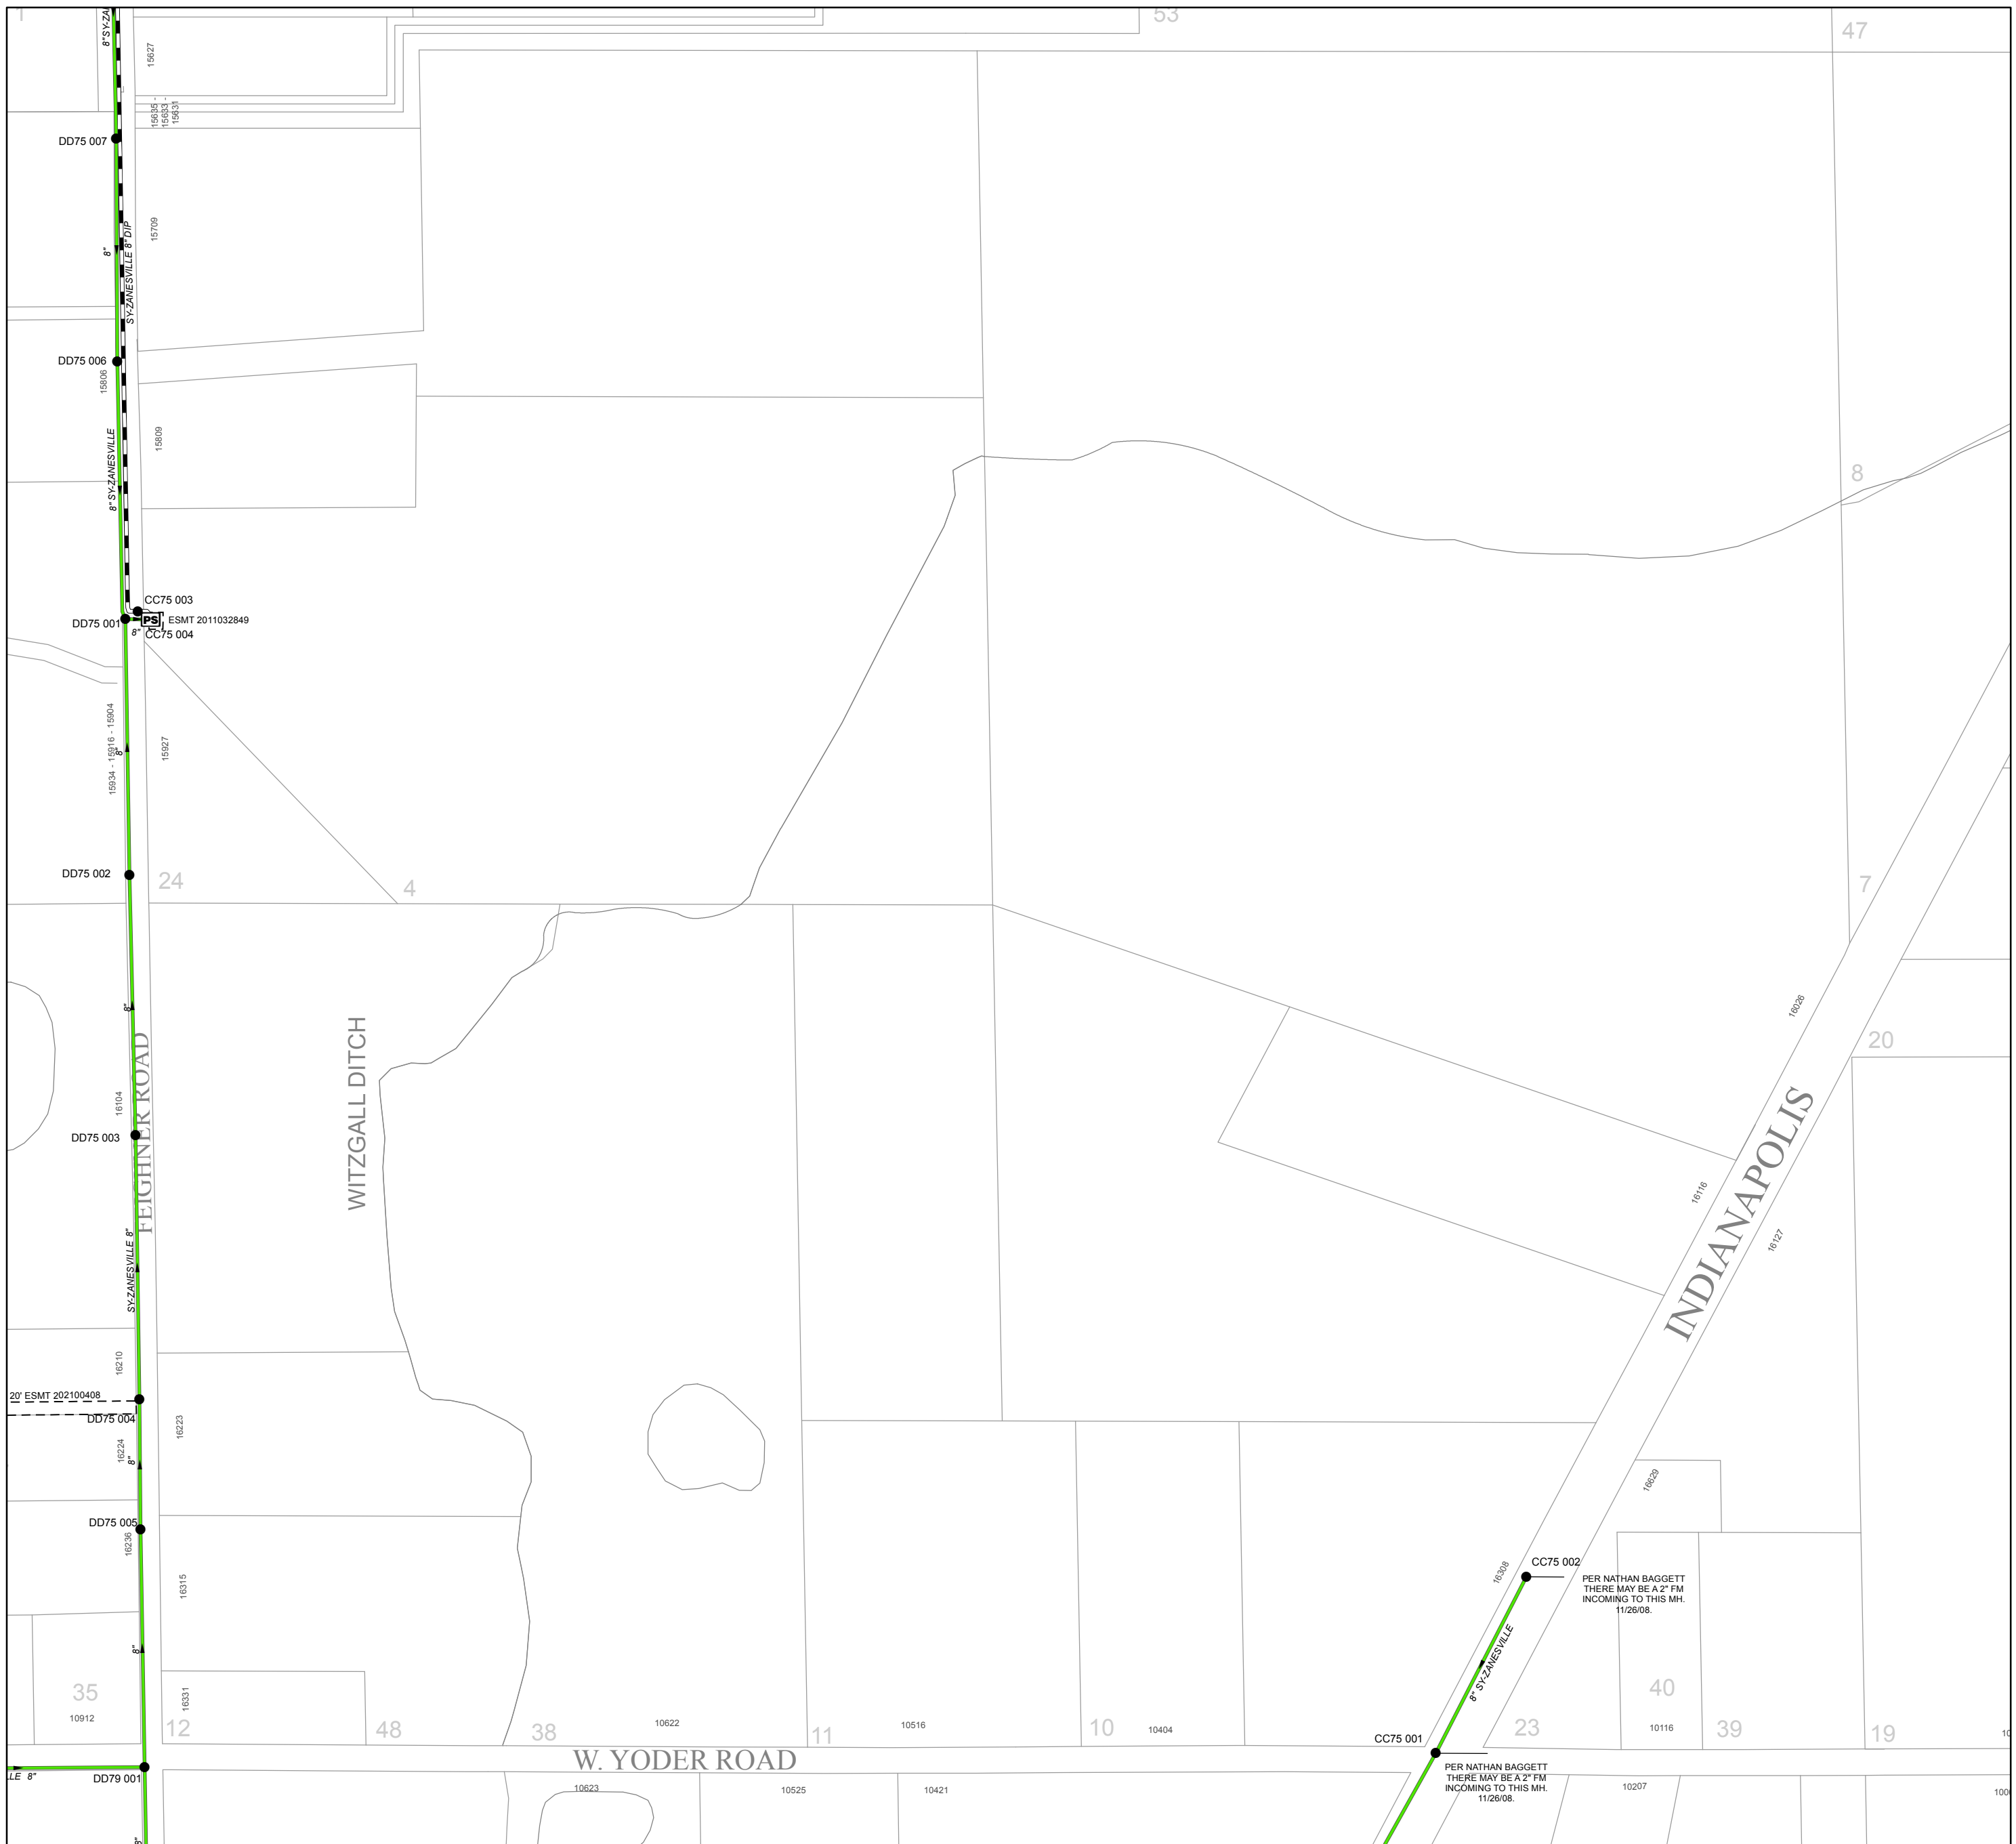 1
53
47
8" SY-ZA
15627
15635 -
15633 -
15631
DD75 007
15709
8"
SY-ZANESVILLE 8" DIP
DD75 006
15806
15809
8" SY-ZANESVILLE
8
CC75 003
DD75 001
PS
ESMT 2011032849
8"
CC75 004
15934 - 15916 - 15904
8"
15927
DD75 002
24
4
7
8"
16026
20
FEIGHNER ROAD
WITZGALL DITCH
16104
DD75 003
INDIANAPOLIS
16116
16127
SY-ZANESVILLE 8"
16210
20' ESMT 202100408
DD75 004
16223
16224
8"
16629
DD75 005
16236
16315
16308
CC75 002
PER NATHAN BAGGETT
THERE MAY BE A 2" FM
INCOMING TO THIS MH.
11/26/08.
8"
8" SY-ZANESVILLE
35
10912
16331
12
48
38
10622
11
10516
10
10404
CC75 001
23
40
10116
39
19
10
W. YODER ROAD
LLE 8"
DD79 001
PER NATHAN BAGGETT
THERE MAY BE A 2" FM
INCOMING TO THIS MH.
11/26/08.
10623
10525
10421
10207
100
8"